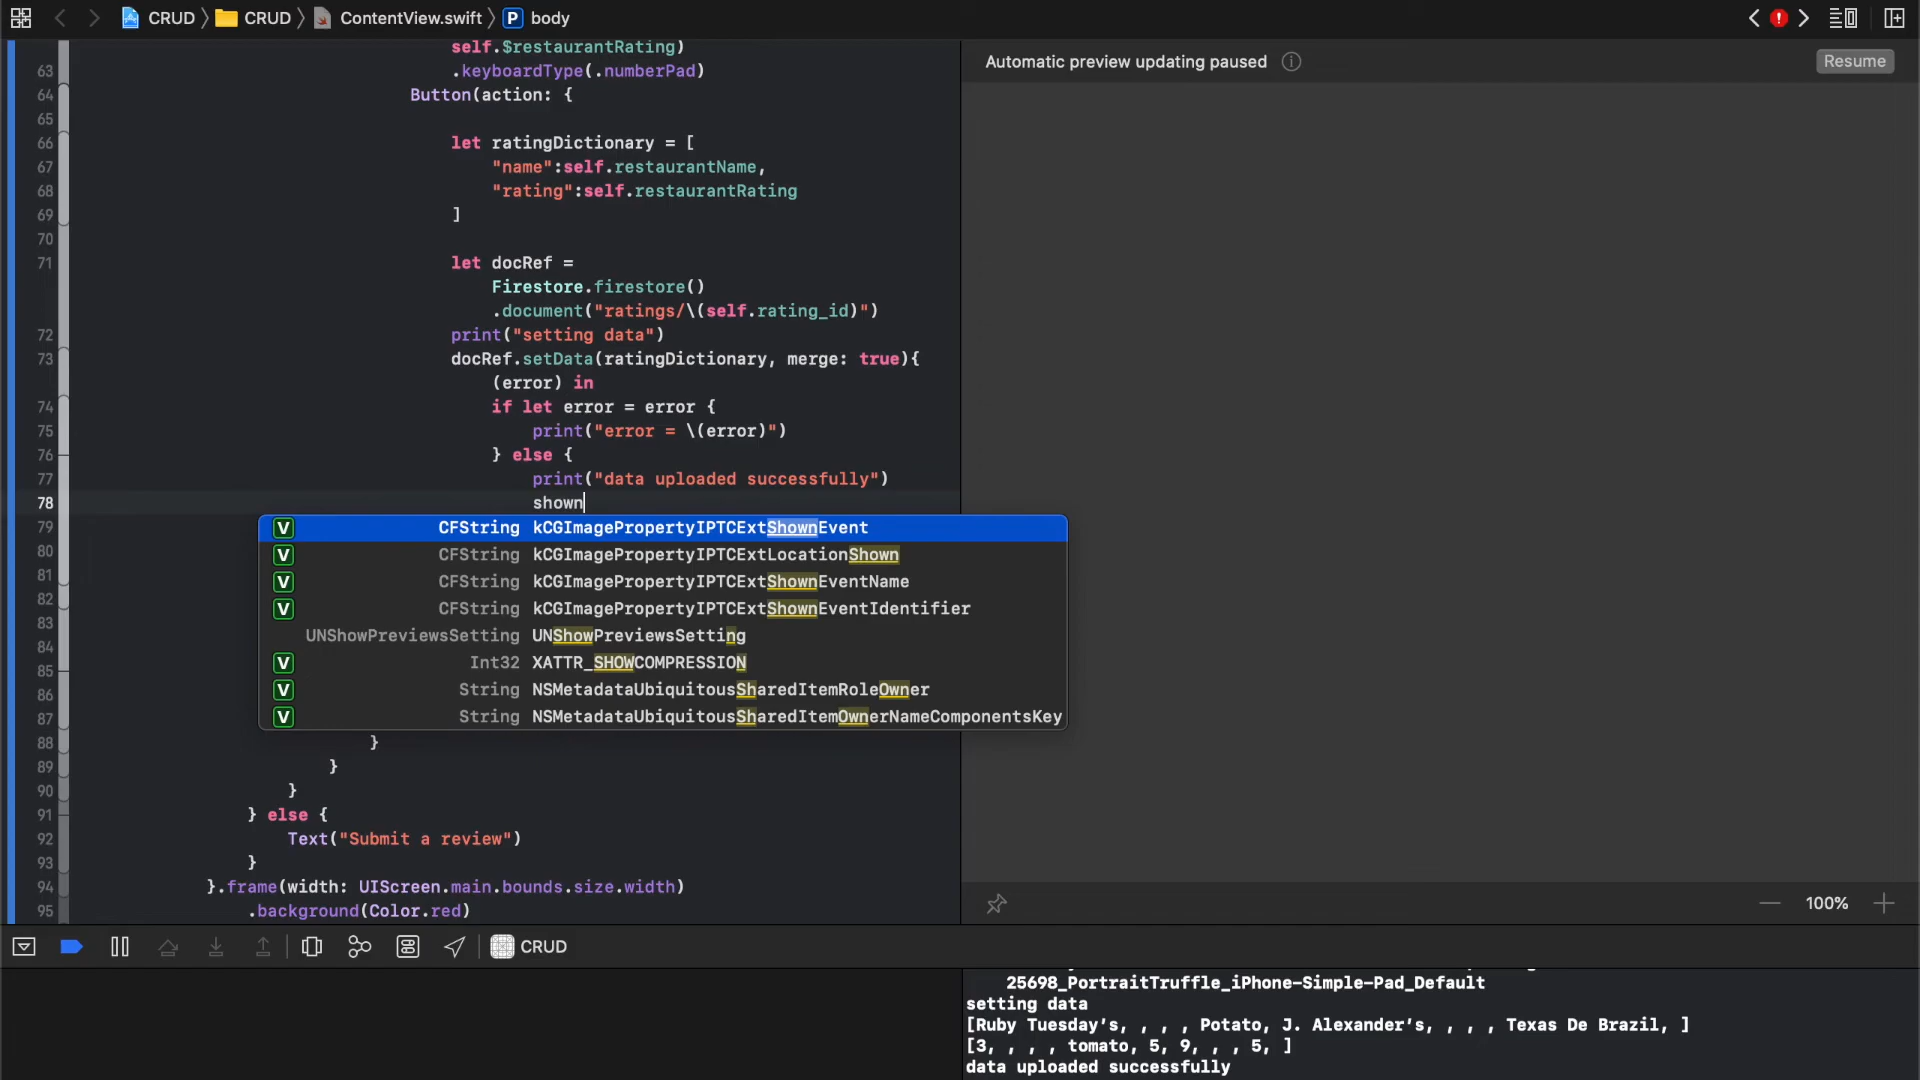 CRUD CRUD ContentView.swift P body
Automatic preview updating paused
Resume
self.$restaurantRating)
63 .keyboardType(.numberPad)
64 Button(action: {
65
66 let ratingDictionary = [
67 "name":self.restaurantName,
68 "rating":self.restaurantRating
69 ]
70
71 let docRef =
Firestore.firestore()
.document("ratings/\(self.rating_id)")
72 print("setting data")
73 docRef.setData(ratingDictionary, merge: true){
(error) in
74 if let error = error {
75 print("error = \(error)")
76 } else {
77 print("data uploaded successfully")
78 shown
79 V CFString kCGImagePropertyIPTCExtShownEvent
80 V CFString kCGImagePropertyIPTCExtLocationShown
81 V CFString kCGImagePropertyIPTCExtShownEventName
82 V CFString kCGImagePropertyIPTCExtShownEventIdentifier
83 UNShowPreviewsSetting UNShowPreviewsSetting
84
85 V Int32 XATTR_SHOWCOMPRESSION
86 V String NSMetadataUbiquitousSharedItemRoleOwner
87 V String NSMetadataUbiquitousSharedItemOwnerNameComponentsKey
88 }
89 }
90 }
91 } else {
92 Text("Submit a review")
93 }
94 }.frame(width: UIScreen.main.bounds.size.width)
95 .background(Color.red)
100%
CRUD
25698_PortraitTruffle_iPhone-Simple-Pad_Default
setting data
[Ruby Tuesday's, , , , Potato, J. Alexander's, , , , Texas De Brazil, ]
[3, , , , tomato, 5, 9, , , 5, ]
data uploaded successfully